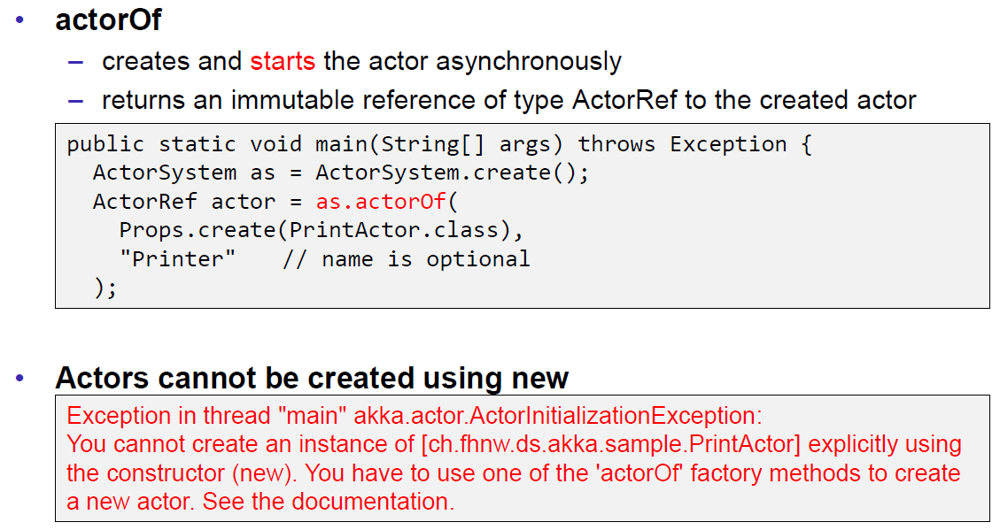 • actorOf
– creates and starts the actor asynchronously
– returns an immutable reference of type ActorRef to the created actor
public static void main(String[] args) throws Exception {
  ActorSystem as = ActorSystem.create();
  ActorRef actor = as.actorOf(
    Props.create(PrintActor.class),
    "Printer"   // name is optional
  );
• Actors cannot be created using new
Exception in thread "main" akka.actor.ActorInitializationException:
You cannot create an instance of [ch.fhnw.ds.akka.sample.PrintActor] explicitly using
the constructor (new). You have to use one of the 'actorOf' factory methods to create
a new actor. See the documentation.